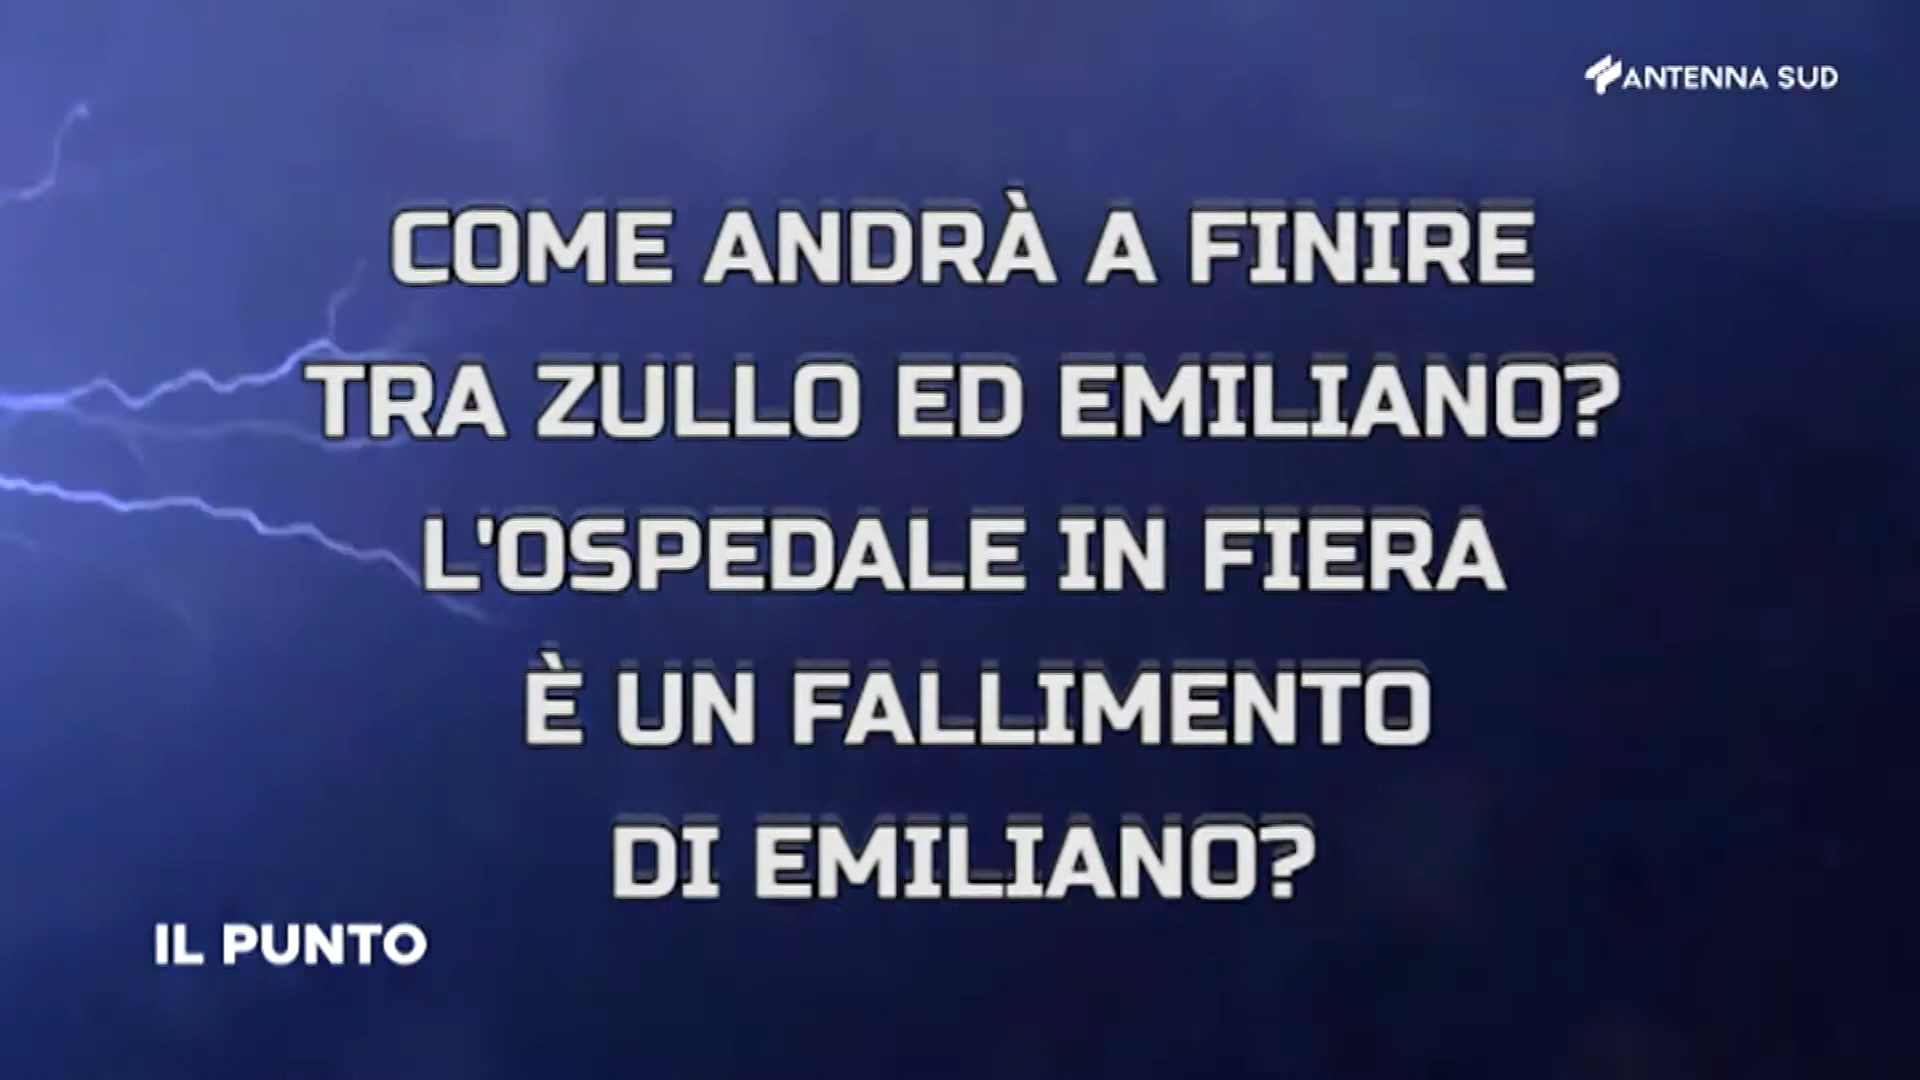 ANTENNA SUD
COME ANDRÀ A FINIRE
TRA ZULLO ED EMILIANO?
L'OSPEDALE IN FIERA
È UN FALLIMENTO
DI EMILIANO?
IL PUNTO